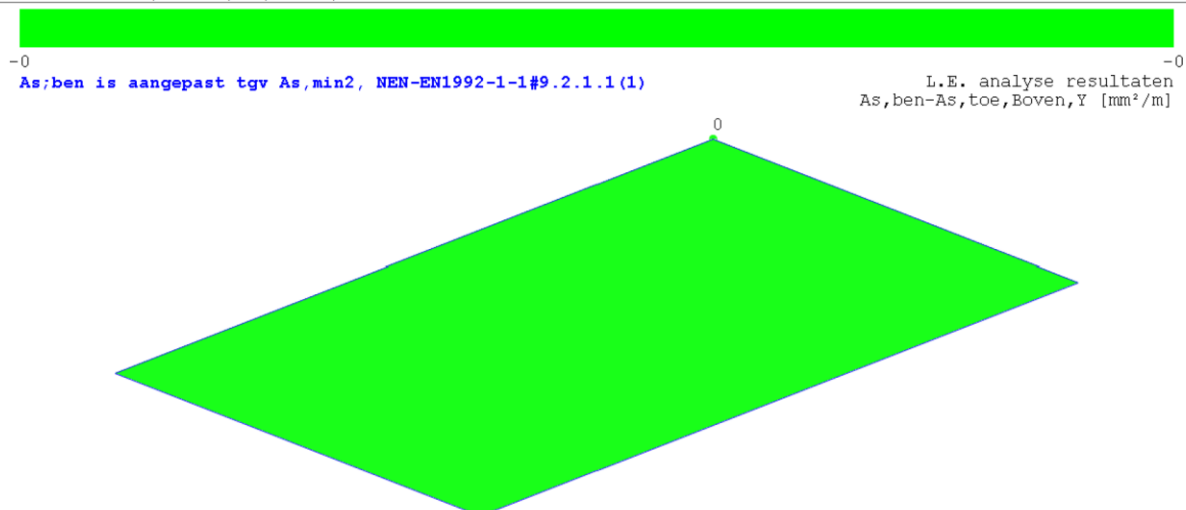 -0
-0
As;ben is aangepast tgv As,min2, NEN-EN1992-1-1#9.2.1.1(1)
L.E. analyse resultaten
As,ben-As,toe,Boven,Y [mm²/m]
0